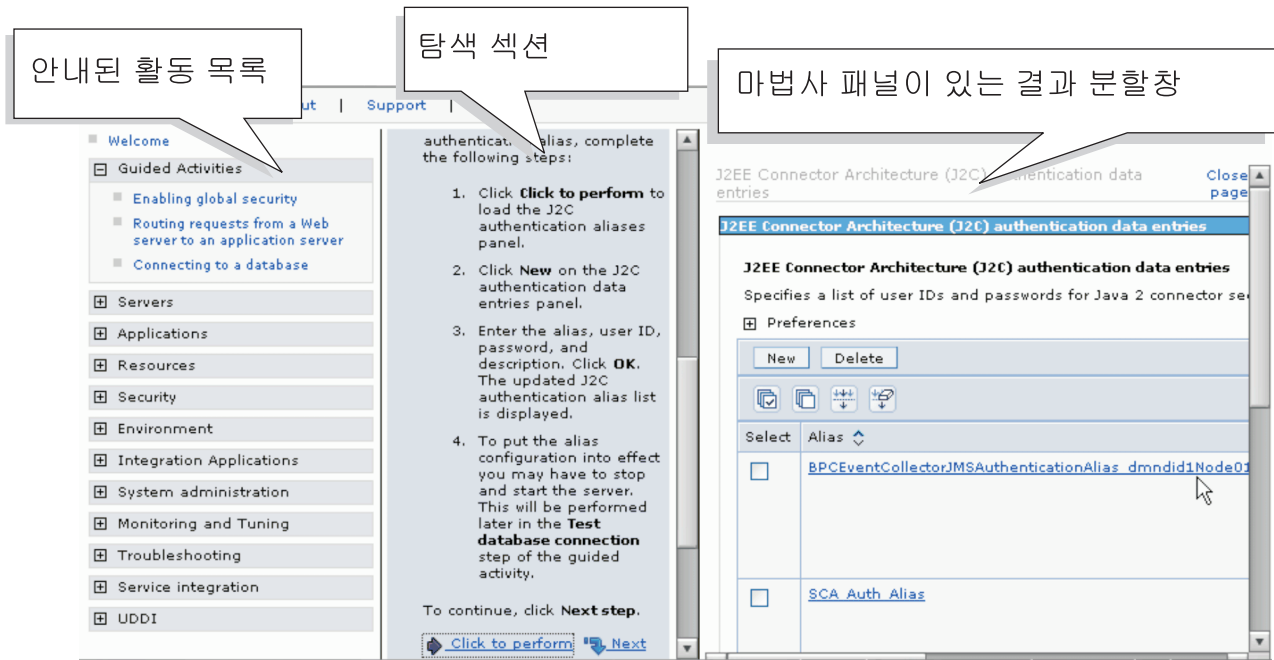 안내된 활동 목록
탐색 섹션
마법사 패널이 있는 결과 분할창
ut | Support |
Welcome
Guided Activities
Enabling global security
Routing requests from a Web
server to an application server
Connecting to a database
Servers
Applications
Resources
Security
Environment
Integration Applications
System administration
Monitoring and Tuning
Troubleshooting
Service integration
UDDI
alias, complete
the following steps:
1. Click Click to perform to
load the J2C
authentication aliases
panel.
2. Click New on the J2C
authentication data
entries panel.
3. Enter the alias, user ID,
password, and
description. Click OK.
The updated J2C
authentication alias list
is displayed.
4. To put the alias
configuration into effect
you may have to stop
and start the server.
This will be performed
later in the Test
database connection
step of the guided
activity.
To continue, click Next step.
Click to perform Next
J2EE Connector Architecture (J2C) authentication data
entries
Close
page
J2EE Connector Architecture (J2C) authentication data entries
J2EE Connector Architecture (J2C) authentication data entries
Specifies a list of user IDs and passwords for Java 2 connector se
Preferences
New Delete
Select Alias
BPCEventCollectorJMSAuthenticationAlias_dmndid1Node01
SCA_Auth_Alias